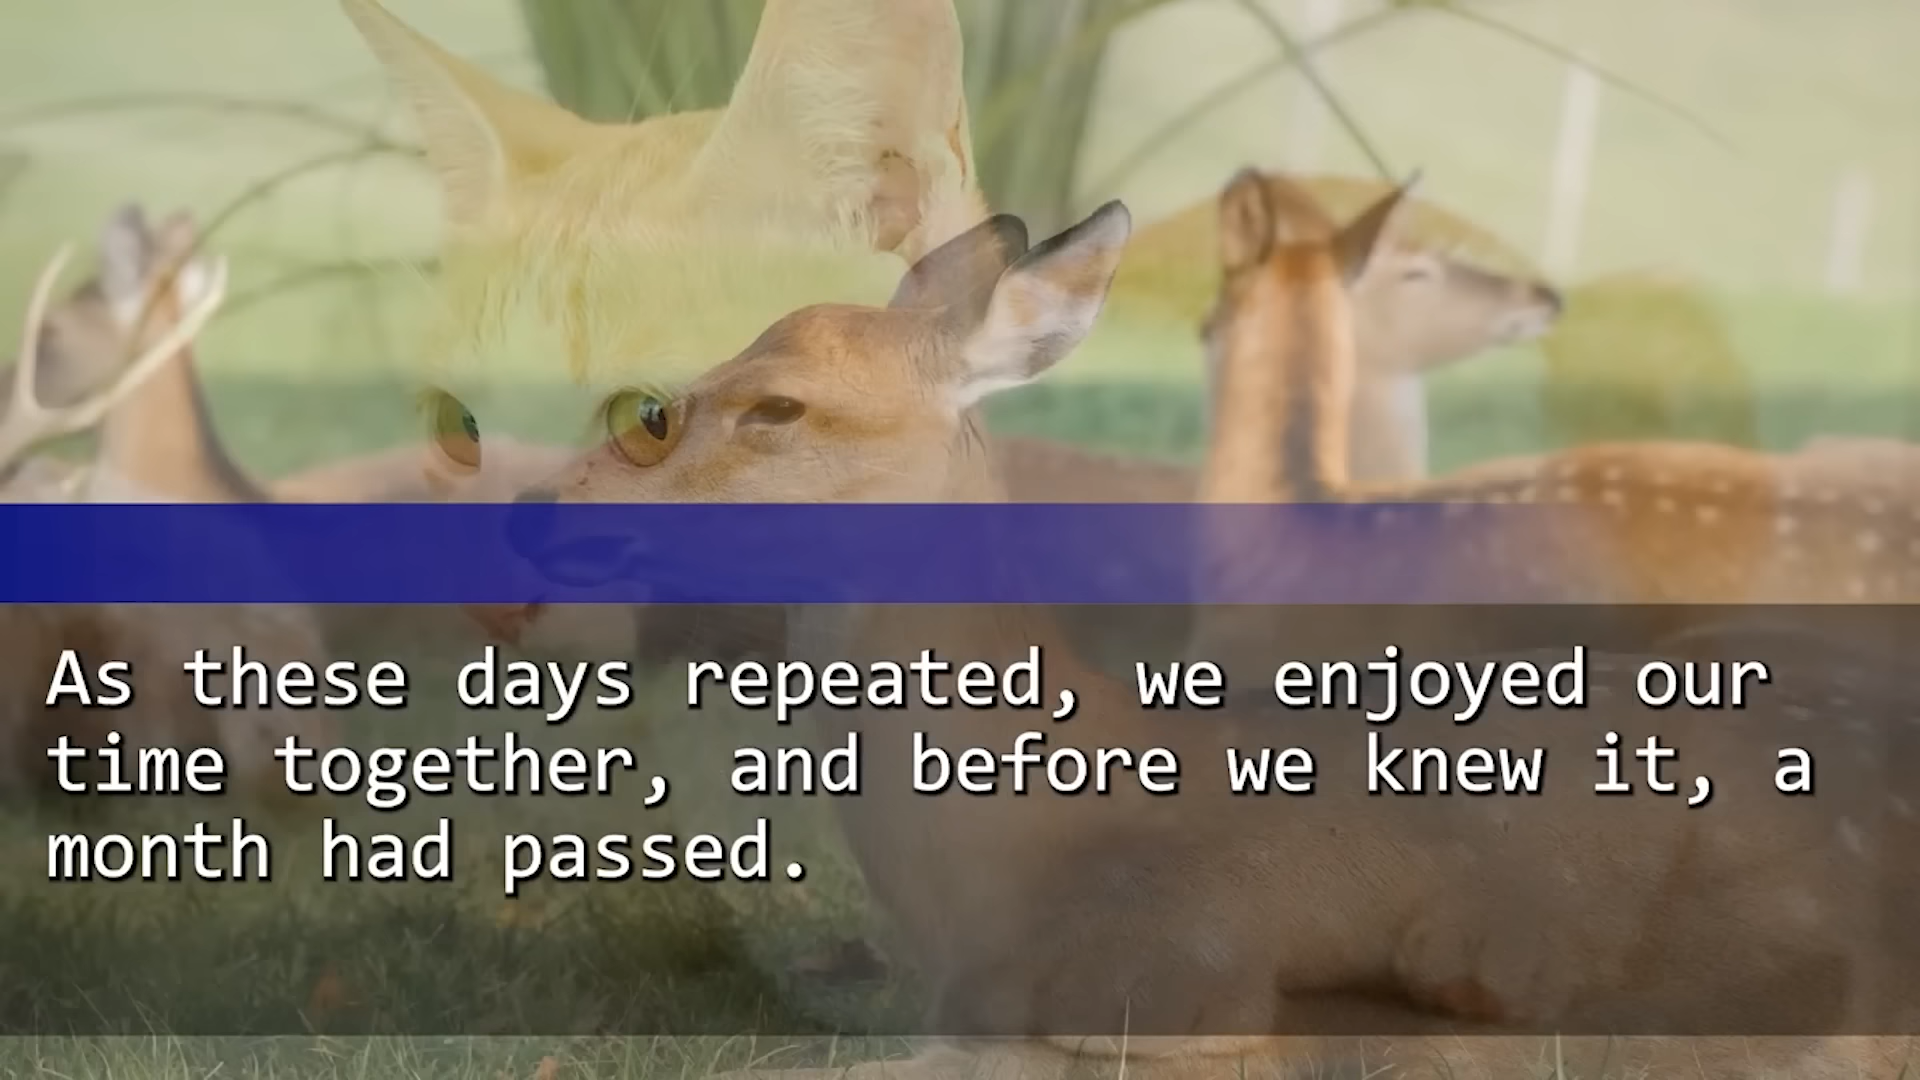 As these days repeated, we enjoyed our
time together, and before we knew it, a
month had passed.